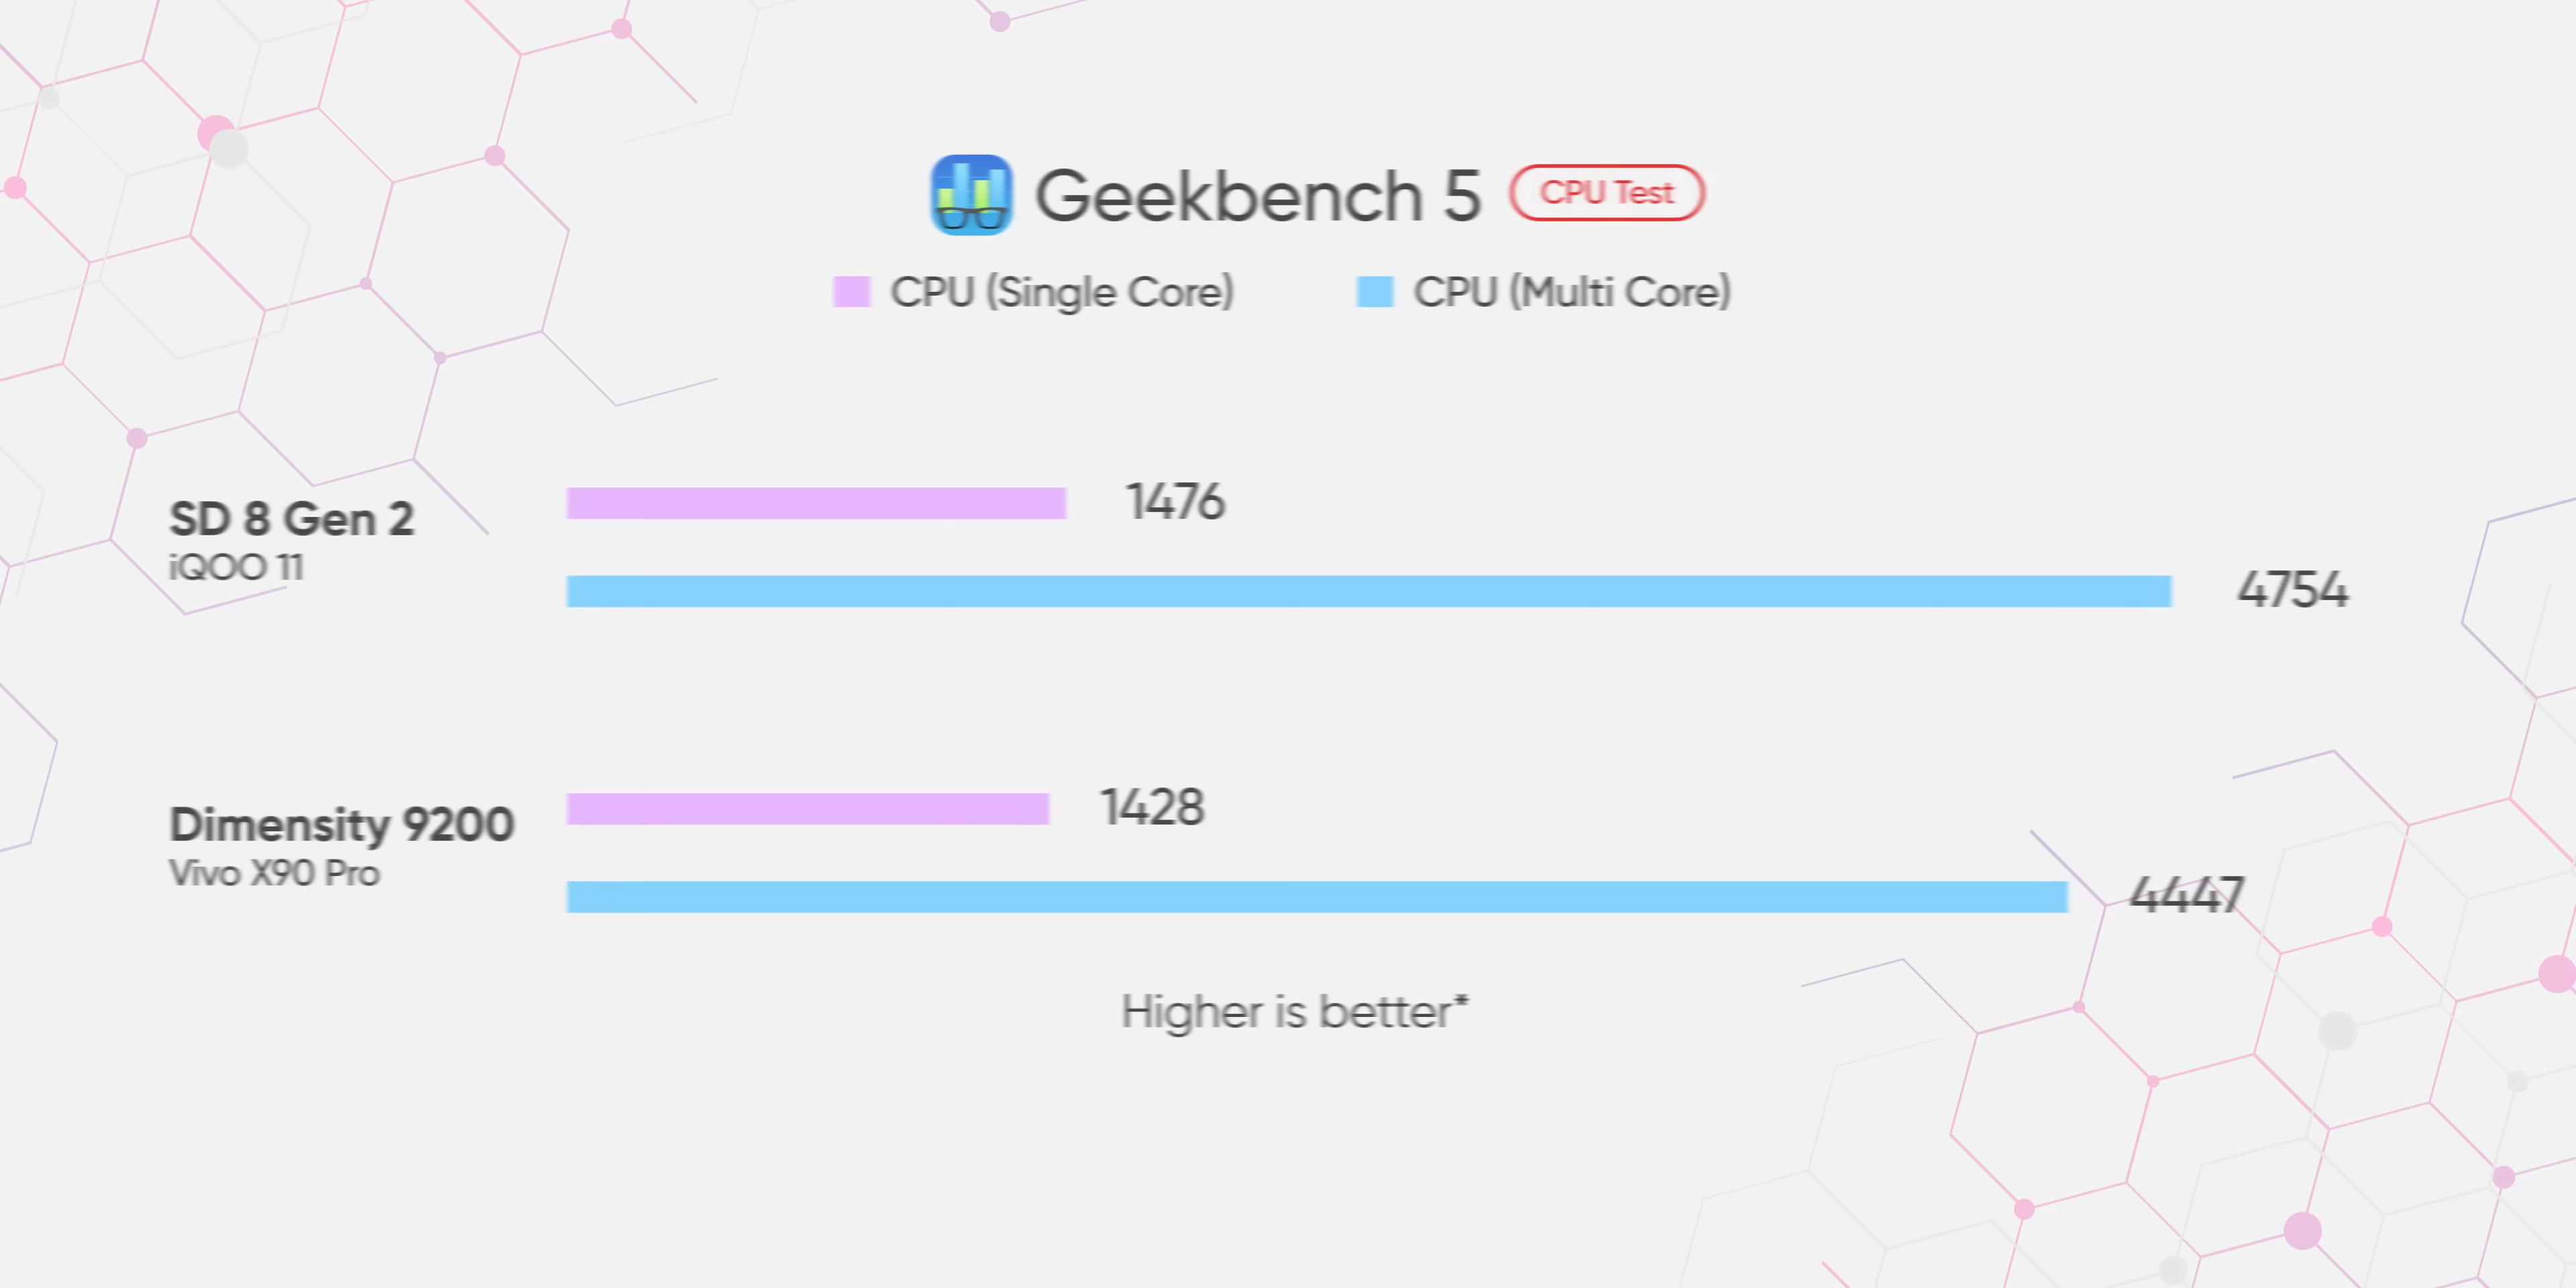 Geekbench 5 CPU Test
CPU (Single Core) CPU (Multi Core)
SD 8 Gen 2
iQOO 11
1476
4754
Dimensity 9200
Vivo X90 Pro
1428
4447
Higher is better*